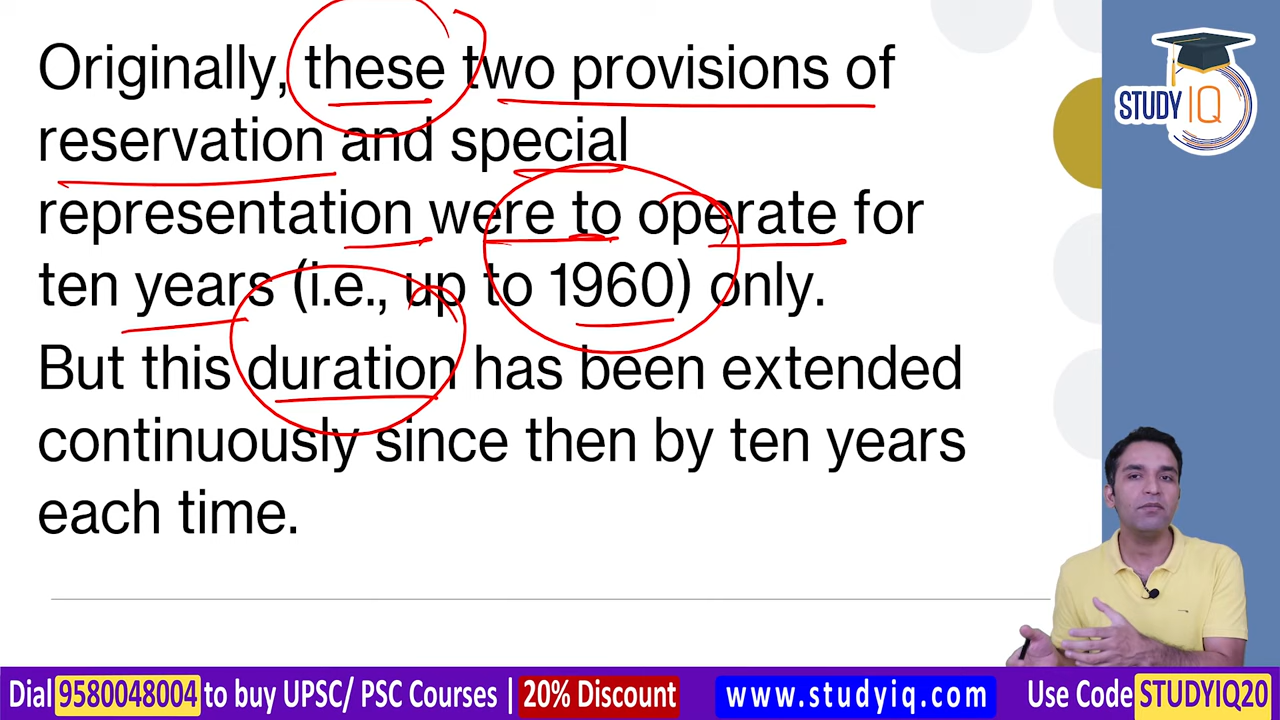 Originally, these two provisions of
reservation and special
representation were to operate for
ten years (i.e., up to 1960) only.
But this duration has been extended
continuously since then by ten years
each time.
STUDY IQ
Dial 9580048004 to buy UPSC/ PSC Courses | 20% Discount www.studyiq.com Use Code STUDYIQ20